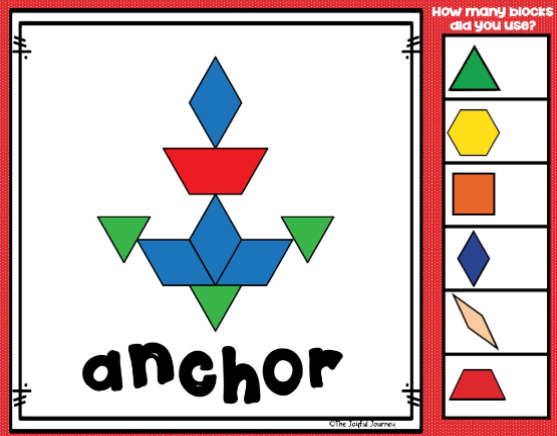 How many blocks
did you use?
anchor
©The Joyful Journey